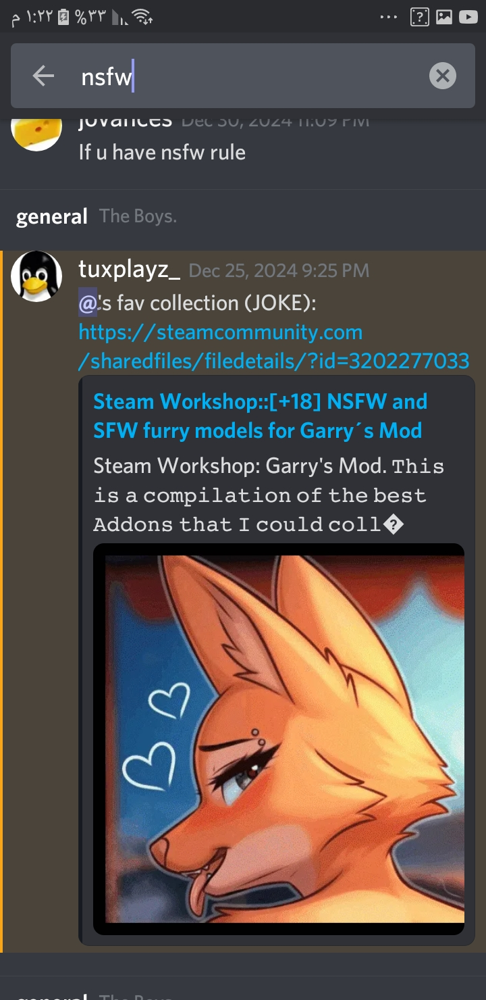 ١:٢٢ م %٣٣
nsfw
jovances Dec 30, 2024 11:09 PM
If u have nsfw rule
general The Boys.
tuxplayz_ Dec 25, 2024 9:25 PM
@'s fav collection (JOKE):
https://steamcommunity.com
/sharedfiles/filedetails/?id=3202277033
Steam Workshop::[+18] NSFW and
SFW furry models for Garry´s Mod
Steam Workshop: Garry's Mod. 𝚃𝚑𝚒𝚜
𝚒𝚜 𝚊 𝚌𝚘𝚖𝚙𝚒𝚕𝚊𝚝𝚒𝚘𝚗 𝚘𝚏 𝚝𝚑𝚎 𝚋𝚎𝚜𝚝
𝙰𝚍𝚍𝚘𝚗𝚜 𝚝𝚑𝚊𝚝 𝙸 𝚌𝚘𝚞𝚕𝚍 𝚌𝚘𝚕𝚕�
general The Boys.